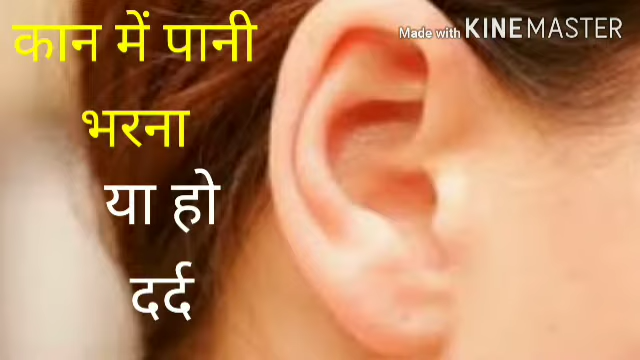 Made with KINEMASTER
कान में पानी
भरना
या हो
दर्द